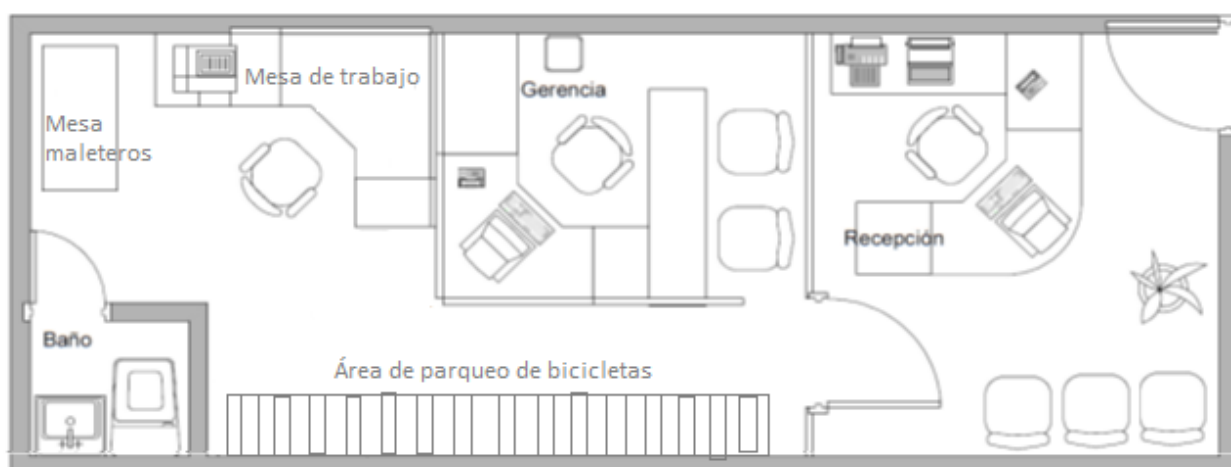 Mesa de trabajo
Gerencia
Mesa
maleteros
Recepción
Baño
Área de parqueo de bicicletas